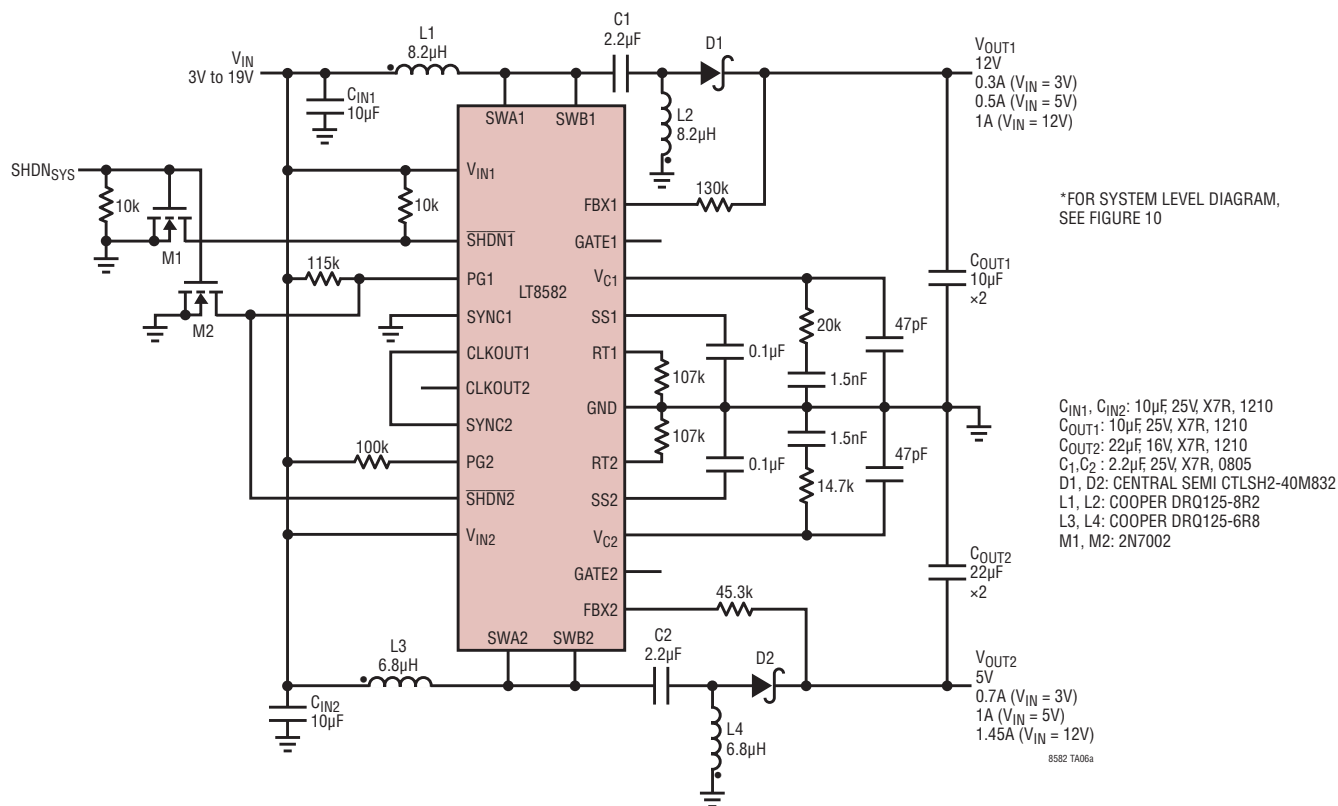 V_IN
3V to 19V
L1
8.2µH
C1
2.2µF
D1
V_OUT1
12V
0.3A (V_IN = 3V)
0.5A (V_IN = 5V)
1A (V_IN = 12V)
C_IN1
10µF
SWA1
SWB1
L2
8.2µH
SHDN_SYS
10k
M1
V_IN1
10k
FBX1
130k
*FOR SYSTEM LEVEL DIAGRAM,
SEE FIGURE 10
SHDN1
GATE1
115k
PG1
V_C1
C_OUT1
10µF
×2
LT8582
M2
SYNC1
SS1
20k
47pF
0.1µF
CLKOUT1
RT1
107k
1.5nF
CLKOUT2
GND
SYNC2
107k
1.5nF
100k
PG2
RT2
0.1µF
47pF
14.7k
SHDN2
SS2
V_IN2
V_C2
C_IN1, C_IN2: 10µF, 25V, X7R, 1210
C_OUT1: 10µF, 25V, X7R, 1210
C_OUT2: 22µF, 16V, X7R, 1210
C_1,C_2 : 2.2µF, 25V, X7R, 0805
D1, D2: CENTRAL SEMI CTLSH2-40M832
L1, L2: COOPER DRQ125-8R2
L3, L4: COOPER DRQ125-6R8
M1, M2: 2N7002
GATE2
C_OUT2
22µF
×2
FBX2
45.3k
SWA2
SWB2
L3
6.8µH
C2
2.2µF
D2
V_OUT2
5V
0.7A (V_IN = 3V)
1A (V_IN = 5V)
1.45A (V_IN = 12V)
C_IN2
10µF
L4
6.8µH
8582 TA06a